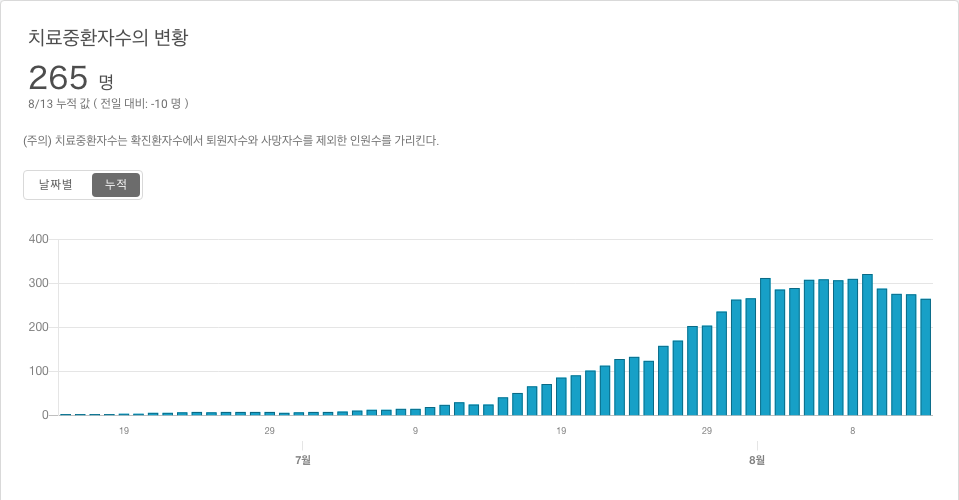 치료중환자수의 변황
265 명
8/13 누적 값 ( 전일 대비: -10 명 )
(주의) 치료중환자수는 확진환자수에서 퇴원자수와 사망자수를 제외한 인원수를 가리킨다.
날짜별 누적
400
300
200
100
0
19 29 9 19 29 8
7월 8월